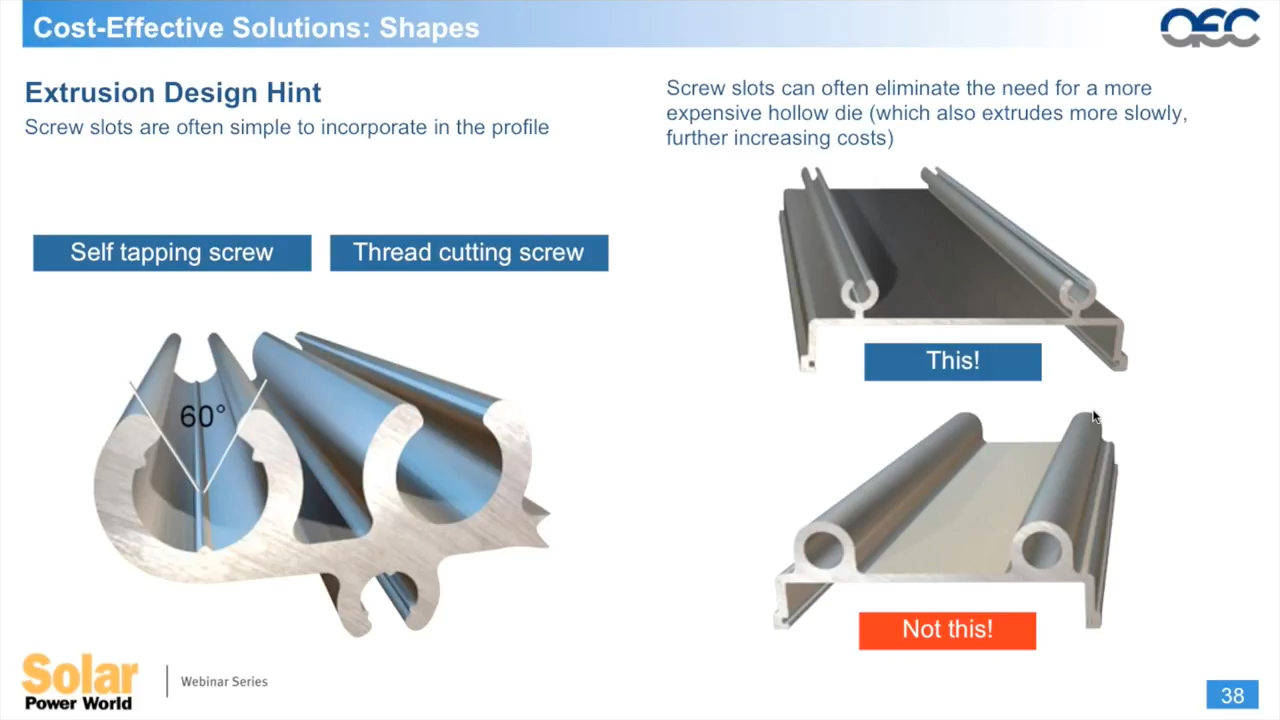 Cost-Effective Solutions: Shapes
AEC
Extrusion Design Hint
Screw slots are often simple to incorporate in the profile
Self tapping screw
Thread cutting screw
60°
Screw slots can often eliminate the need for a more
expensive hollow die (which also extrudes more slowly,
further increasing costs)
This!
Not this!
Solar
Power World
Webinar Series
38